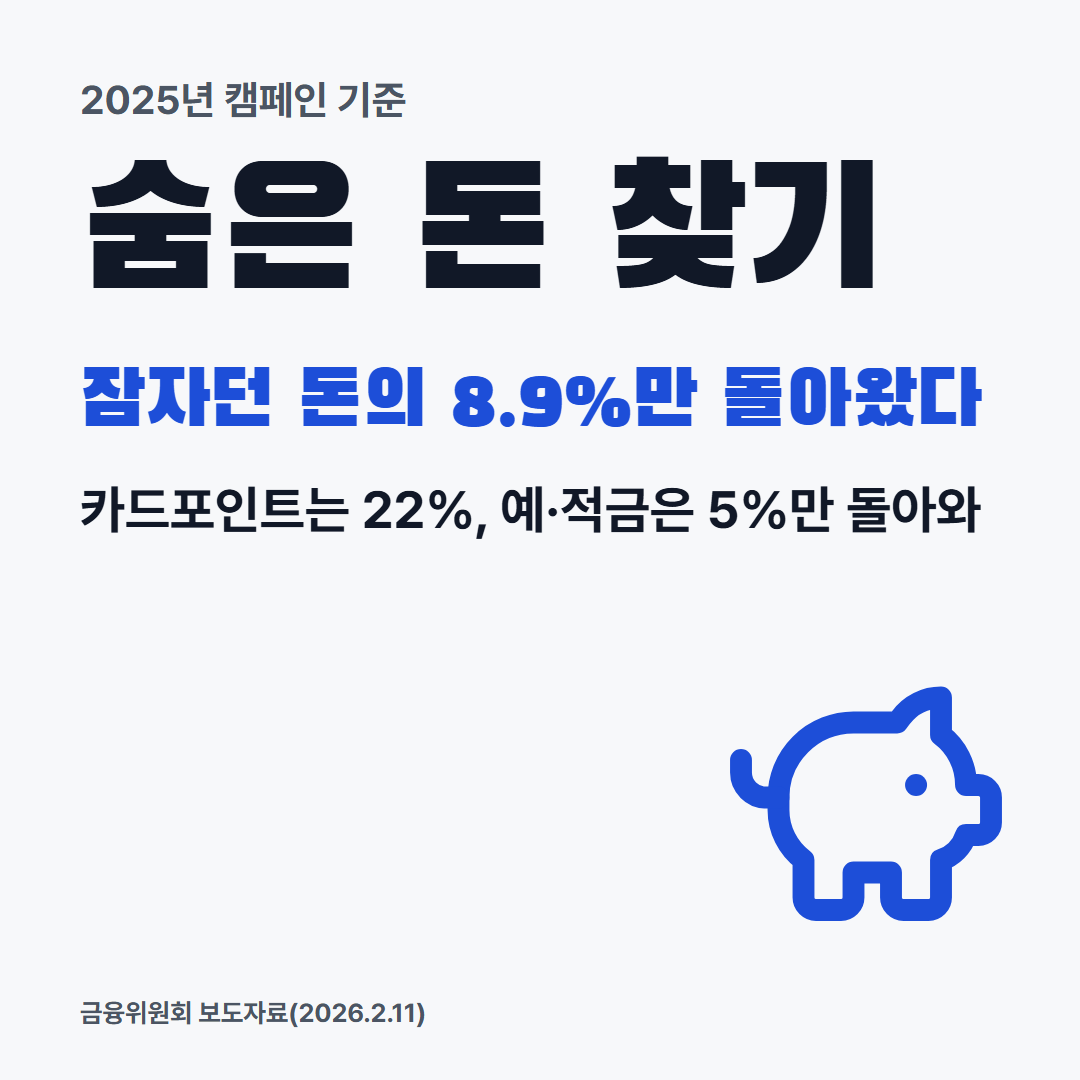 2025년 캠페인 기준
숨은 돈 찾기
잠자던 돈의 8.9%만 돌아왔다
카드포인트는 22%, 예·적금은 5%만 돌아와
금융위원회 보도자료(2026.2.11)